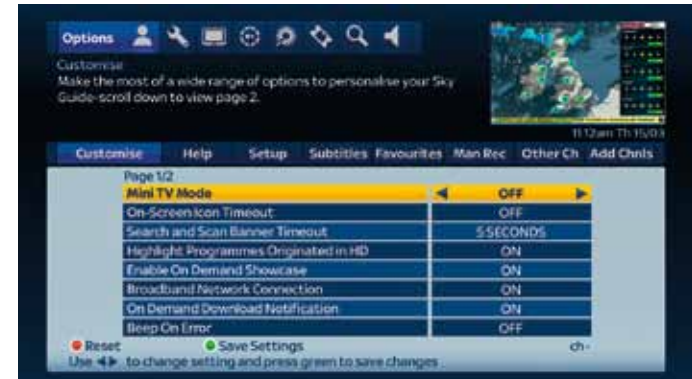 Options
Customise
Make the most of a wide range of options to personalise your Sky
Guide-scroll down to view page 2.
11 12am Th 15/03
Customise Help Setup Subtitles Favourites Man Rec Other Ch Add Chnls
Page 1/2
Mini TV Mode OFF
On-Screen Icon Timeout OFF
Search and Scan Banner Timeout 5 SECONDS
Highlight Programmes Originated in HD ON
Enable On Demand Showcase ON
Broadband Network Connection ON
On Demand Download Notification ON
Beep On Error OFF
Reset Save Settings ch-
Use to change setting and press green to save changes